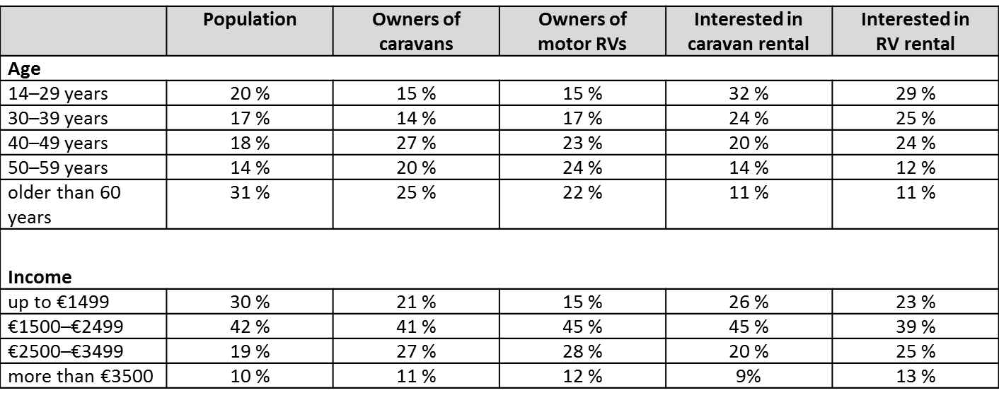 Population Owners of caravans Owners of motor RVs Interested in caravan rental Interested in RV rental
Age
14–29 years 20 % 15 % 15 % 32 % 29 %
30–39 years 17 % 14 % 17 % 24 % 25 %
40–49 years 18 % 27 % 23 % 20 % 24 %
50–59 years 14 % 20 % 24 % 14 % 12 %
older than 60 31 % 25 % 22 % 11 % 11 %
years
Income
up to €1499 30 % 21 % 15 % 26 % 23 %
€1500–€2499 42 % 41 % 45 % 45 % 39 %
€2500–€3499 19 % 27 % 28 % 20 % 25 %
more than €3500 10 % 11 % 12 % 9% 13 %